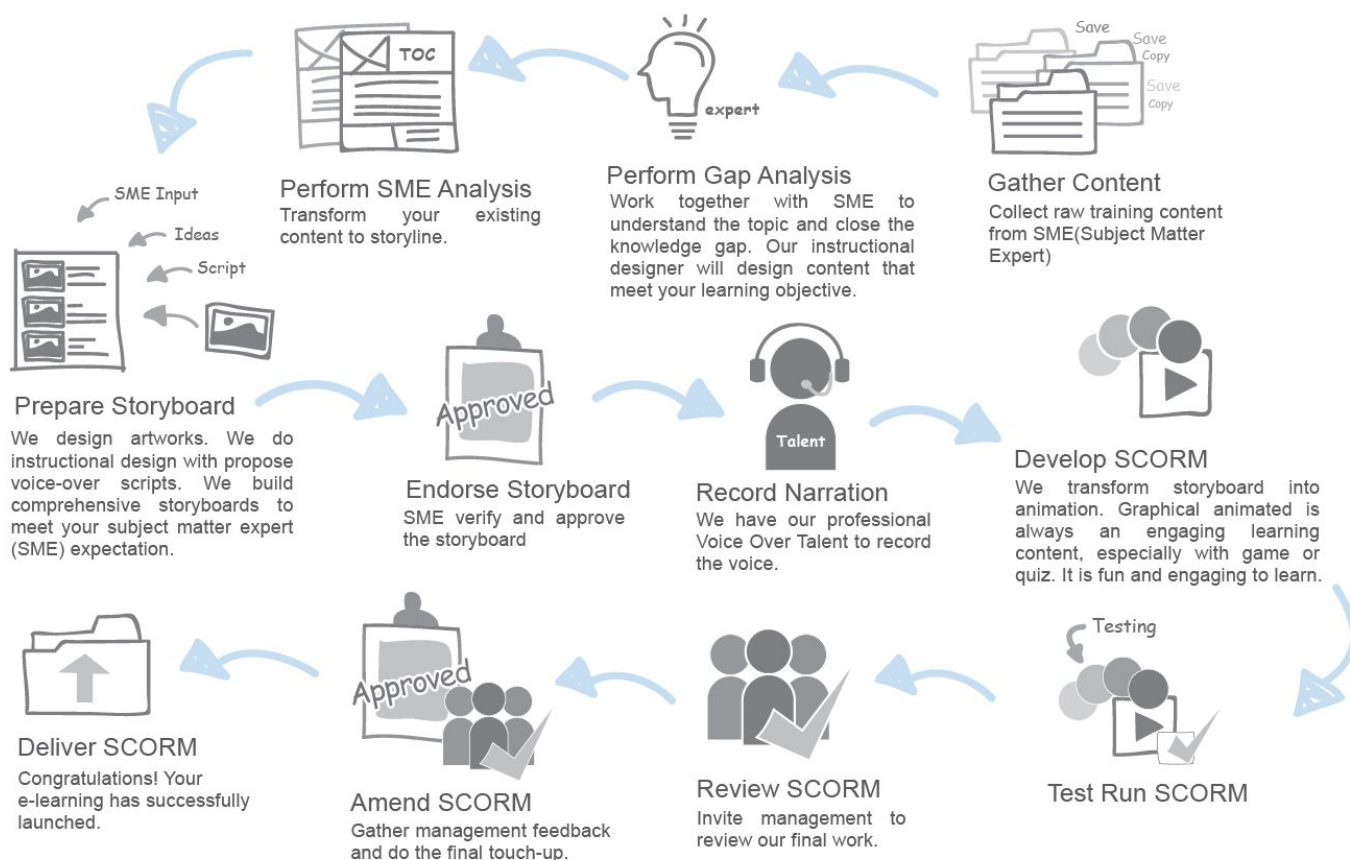 Save
Save
Copy
Save
Copy
Gather Content
Collect raw training content
from SME(Subject Matter
Expert)
expert
Perform Gap Analysis
Work together with SME to
understand the topic and close the
knowledge gap. Our instructional
designer will design content that
meet your learning objective.
TOC
Perform SME Analysis
Transform your existing
content to storyline.
SME Input
Ideas
Script
Prepare Storyboard
We design artworks. We do
instructional design with propose
voice-over scripts. We build
comprehensive storyboards to
meet your subject matter expert
(SME) expectation.
Approved
Endorse Storyboard
SME verify and approve
the storyboard
Talent
Record Narration
We have our professional
Voice Over Talent to record
the voice.
Develop SCORM
We transform storyboard into
animation. Graphical animated is
always an engaging learning
content, especially with game or
quiz. It is fun and engaging to learn.
Testing
Test Run SCORM
Review SCORM
Invite management to
review our final work.
Approved
Amend SCORM
Gather management feedback
and do the final touch-up.
Deliver SCORM
Congratulations! Your
e-learning has successfully
launched.